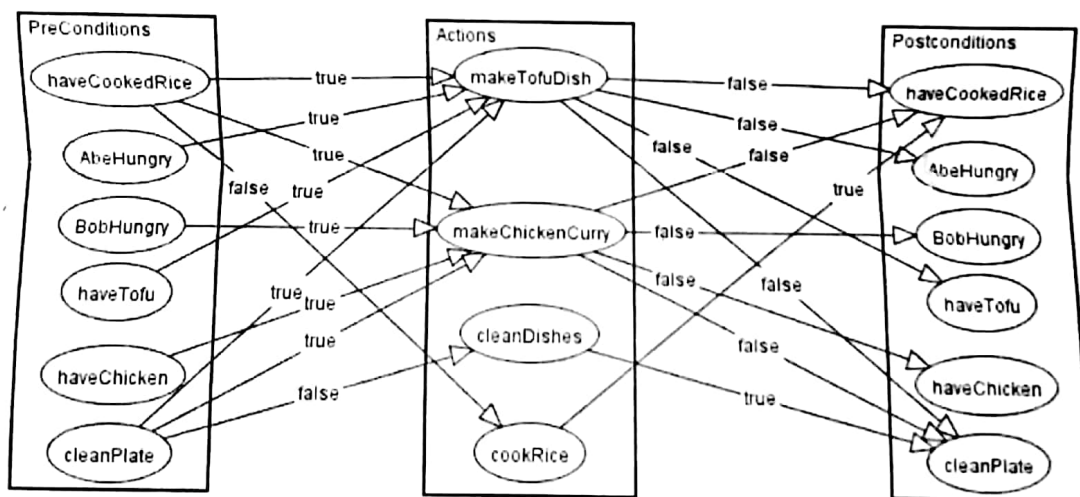 PreConditions
haveCookedRice
AbeHungry
BobHungry
haveTofu
haveChicken
cleanPlate
true
true
true
false
true
true
true
true
true
false
Actions
makeTofuDish
makeChickenCurry
cleanDishes
cookRice
false
false
false
false
true
false
false
false
false
true
Postconditions
haveCookedRice
AbeHungry
BobHungry
haveTofu
haveChicken
cleanPlate